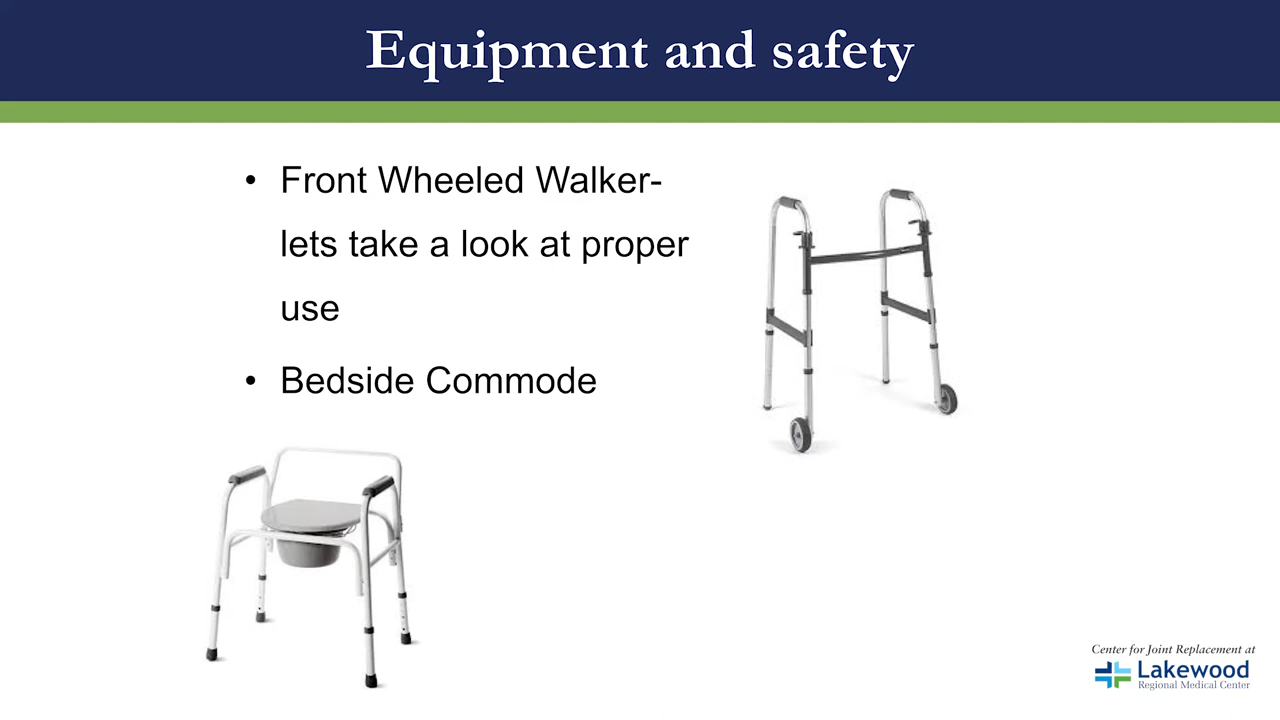 Equipment and safety
• Front Wheeled Walker-
lets take a look at proper
use
• Bedside Commode
Center for Joint Replacement at
Lakewood
Regional Medical Center